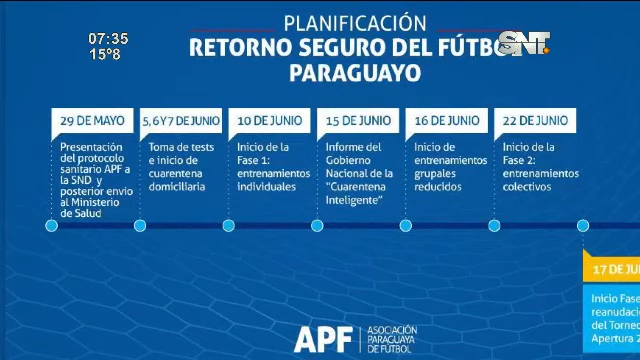 07:35
15°8
PLANIFICACIÓN
RETORNO SEGURO DEL FÚTBO
PARAGUAYO
SNT
29 DE MAYO
Presentación
del protocolo
sanitario APF a
la SND y
posterior envío
al Ministerio
de Salud
5, 6 Y 7 DE JUNIO
Toma de tests
e inicio de
cuarentena
domiciliaria
10 DE JUNIO
Inicio de la
Fase 1:
entrenamientos
individuales
15 DE JUNIO
Informe del
Gobierno
Nacional de la
"Cuarentena
Inteligente"
16 DE JUNIO
Inicio de
entrenamientos
grupales
reducidos
22 DE JUNIO
Inicio de la
Fase 2:
entrenamientos
colectivos
17 DE JU
Inicio Fase
reanudació
del Torneo
Apertura 2
APF
ASOCIACIÓN
PARAGUAYA
DE FÚTBOL